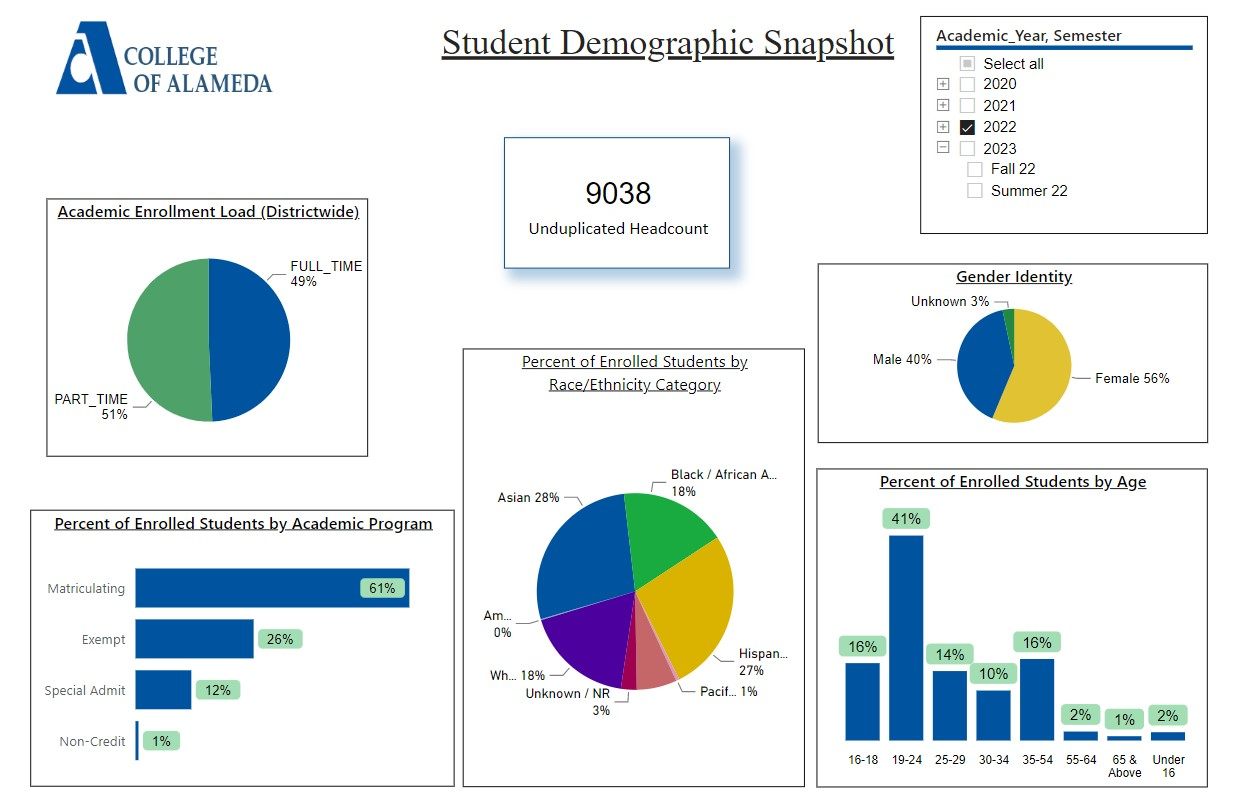 COLLEGE
OF ALAMEDA
Student Demographic Snapshot
Academic_Year, Semester
Select all
2020
2021
2022
2023
Fall 22
Summer 22
9038
Unduplicated Headcount
Academic Enrollment Load (Districtwide)
FULL_TIME
49%
PART_TIME
51%
Gender Identity
Unknown 3%
Male 40%
Female 56%
Percent of Enrolled Students by
Race/Ethnicity Category
Black / African A...
18%
Asian 28%
Am...
0%
Hispan...
27%
Wh... 18%
Pacif... 1%
Unknown / NR
3%
Percent of Enrolled Students by Academic Program
Matriculating
61%
Exempt
26%
Special Admit
12%
Non-Credit
1%
Percent of Enrolled Students by Age
16%
41%
14%
10%
16%
2%
1%
2%
16-18
19-24
25-29
30-34
35-54
55-64
65 &
Above
Under
16